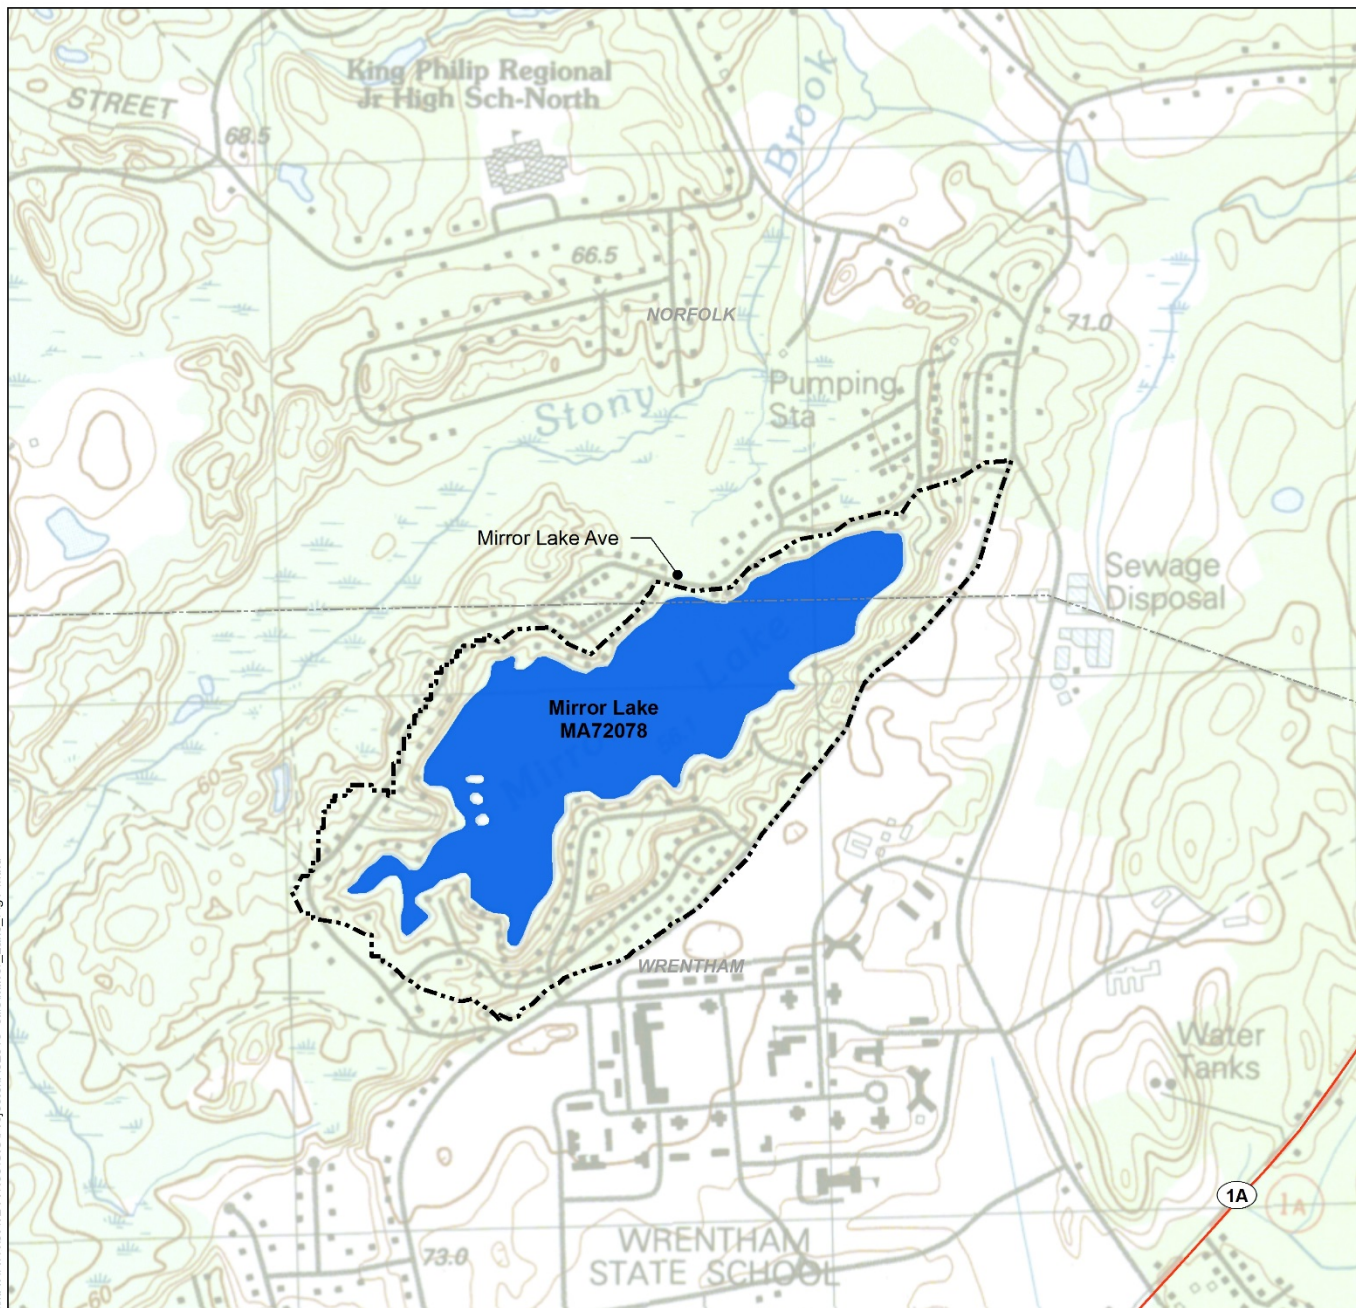 King Philip Regional
Jr High Sch-North
STREET
68.5
Brook
66.5
NORFOLK
71.0
Pumping
Sta
Stony
Mirror Lake Ave
Sewage
Disposal
Mirror Lake
Mirror Lake
MA72078
60
60
WRENTHAM
Water
Tanks
1A
1A
WRENTHAM
STATE SCHOOL
73.0
60